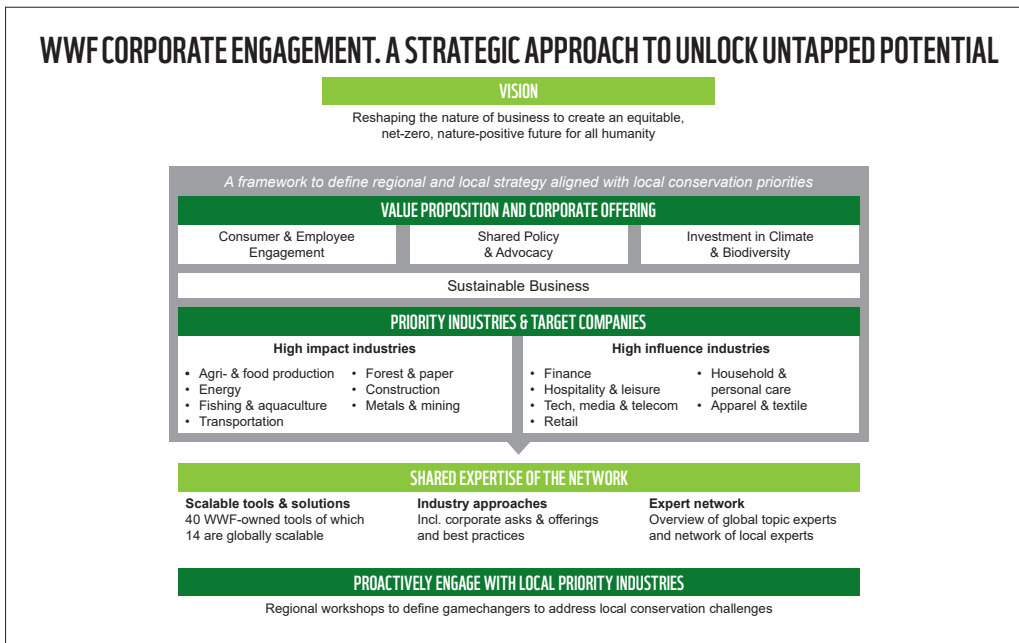 WWF CORPORATE ENGAGEMENT. A STRATEGIC APPROACH TO UNLOCK UNTAPPED POTENTIAL
VISION
Reshaping the nature of business to create an equitable,
net-zero, nature-positive future for all humanity
A framework to define regional and local strategy aligned with local conservation priorities
VALUE PROPOSITION AND CORPORATE OFFERING
Consumer & Employee
Engagement
Shared Policy
& Advocacy
Investment in Climate
& Biodiversity
Sustainable Business
PRIORITY INDUSTRIES & TARGET COMPANIES
High impact industries
• Agri- & food production
• Energy
• Fishing & aquaculture
• Transportation
• Forest & paper
• Construction
• Metals & mining
High influence industries
• Finance
• Hospitality & leisure
• Tech, media & telecom
• Retail
• Household &
personal care
• Apparel & textile
SHARED EXPERTISE OF THE NETWORK
Scalable tools & solutions
40 WWF-owned tools of which
14 are globally scalable
Industry approaches
Incl. corporate asks & offerings
and best practices
Expert network
Overview of global topic experts
and network of local experts
PROACTIVELY ENGAGE WITH LOCAL PRIORITY INDUSTRIES
Regional workshops to define gamechangers to address local conservation challenges